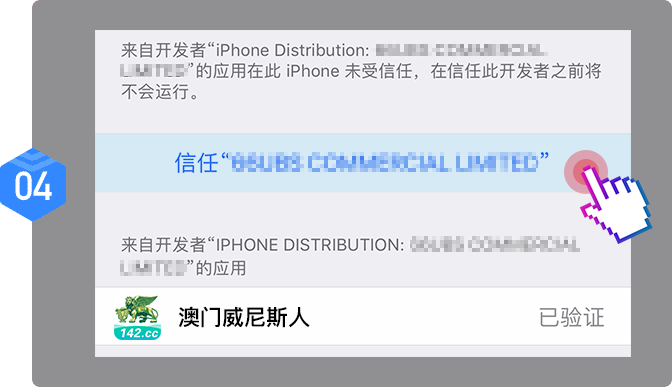 来自开发者“iPhone Distribution:
”的应用在此 iPhone 未受信任，在信任此开发者之前将
不会运行。
04
信任“ COMMERCIAL LIMITED”
来自开发者“IPHONE DISTRIBUTION:
”的应用
142.cc
澳门威尼斯人
已验证